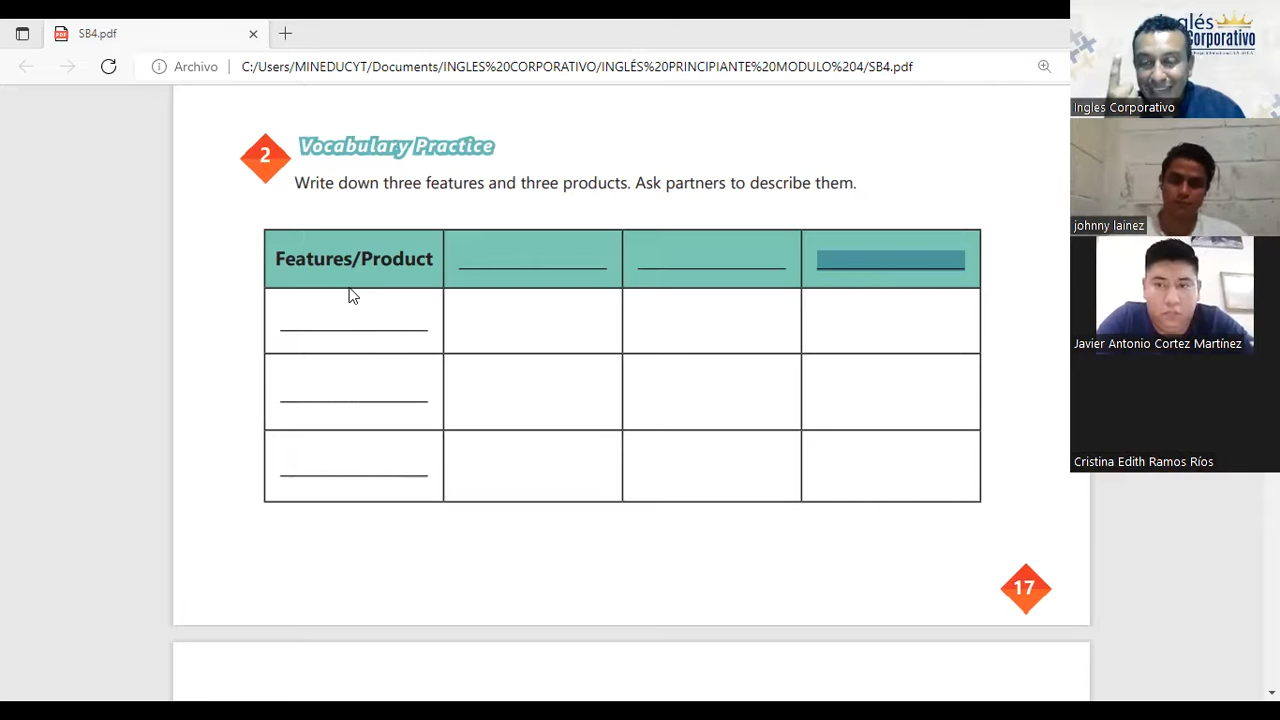 SB4.pdf
Archivo
C:/Users/MINEDUCYT/Documents/INGLES%20CORPORATIVO/INGLÉS%20PRINCIPIANTE%20MODULO%204/SB4.pdf
2
Vocabulary Practice
Write down three features and three products. Ask partners to describe them.
Features/Product
17
Inglés
Corporativo
Ingles Corporativo
johnny lainez
Javier Antonio Cortez Martínez
Cristina Edith Ramos Ríos